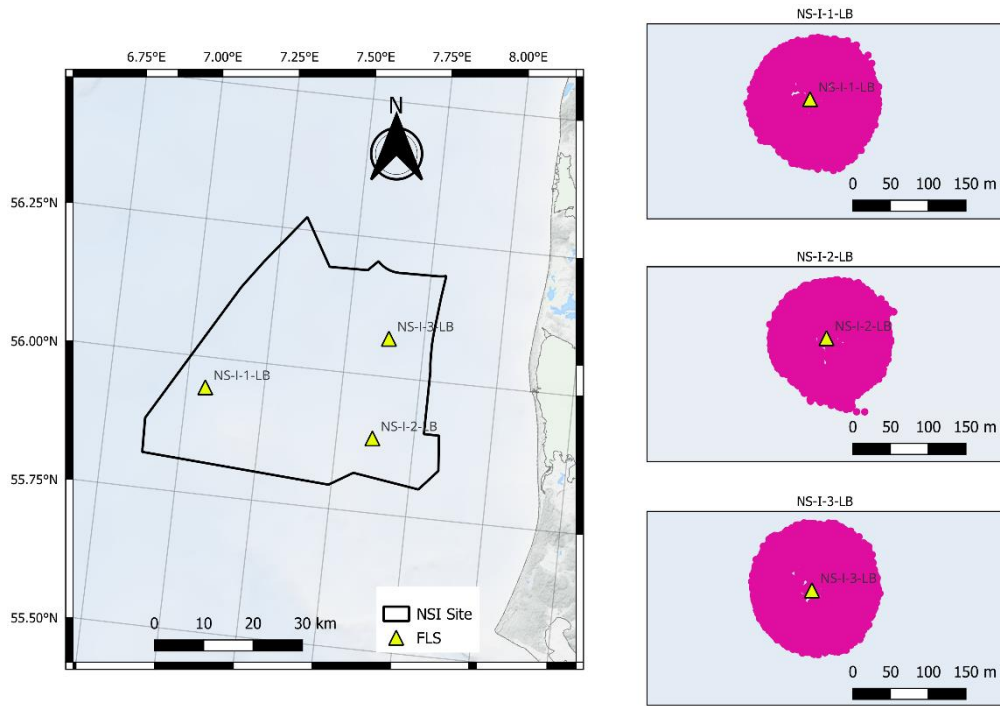 6.75°E 7.00°E 7.25°E 7.50°E 7.75°E 8.00°E
56.25°N
56.00°N
55.75°N
55.50°N
N
NS-I-3-LB
NS-I-1-LB
NS-I-2-LB
0 10 20 30 km
NSI Site
FLS
NS-I-1-LB
NS-I-1-LB
0 50 100 150 m
NS-I-2-LB
NS-I-2-LB
0 50 100 150 m
NS-I-3-LB
NS-I-3-LB
0 50 100 150 m